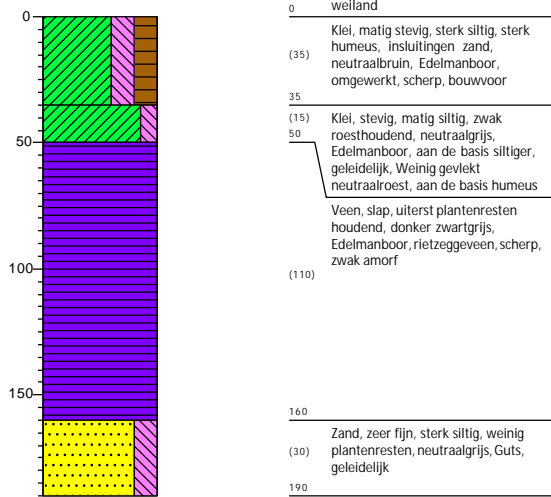 0
50
100
150
0
weiland
(35)
Klei, matig stevig, sterk siltig, sterk
humeus, insluitingen zand,
neutraalbruin, Edelmanboor,
omgewerkt, scherp, bouwvoor
35
(15)
Klei, stevig, matig siltig, zwak
roesthoudend, neutraalgrijs,
Edelmanboor, aan de basis siltiger,
geleidelijk, Weinig gevlekt
neutraalroest, aan de basis humeus
50
Veen, slap, uiterst plantenresten
houdend, donker zwartgrijs,
Edelmanboor, rietzeggeveen, scherp,
zwak amorf
(110)
160
(30)
Zand, zeer fijn, sterk siltig, weinig
plantenresten, neutraalgrijs, Guts,
geleidelijk
190